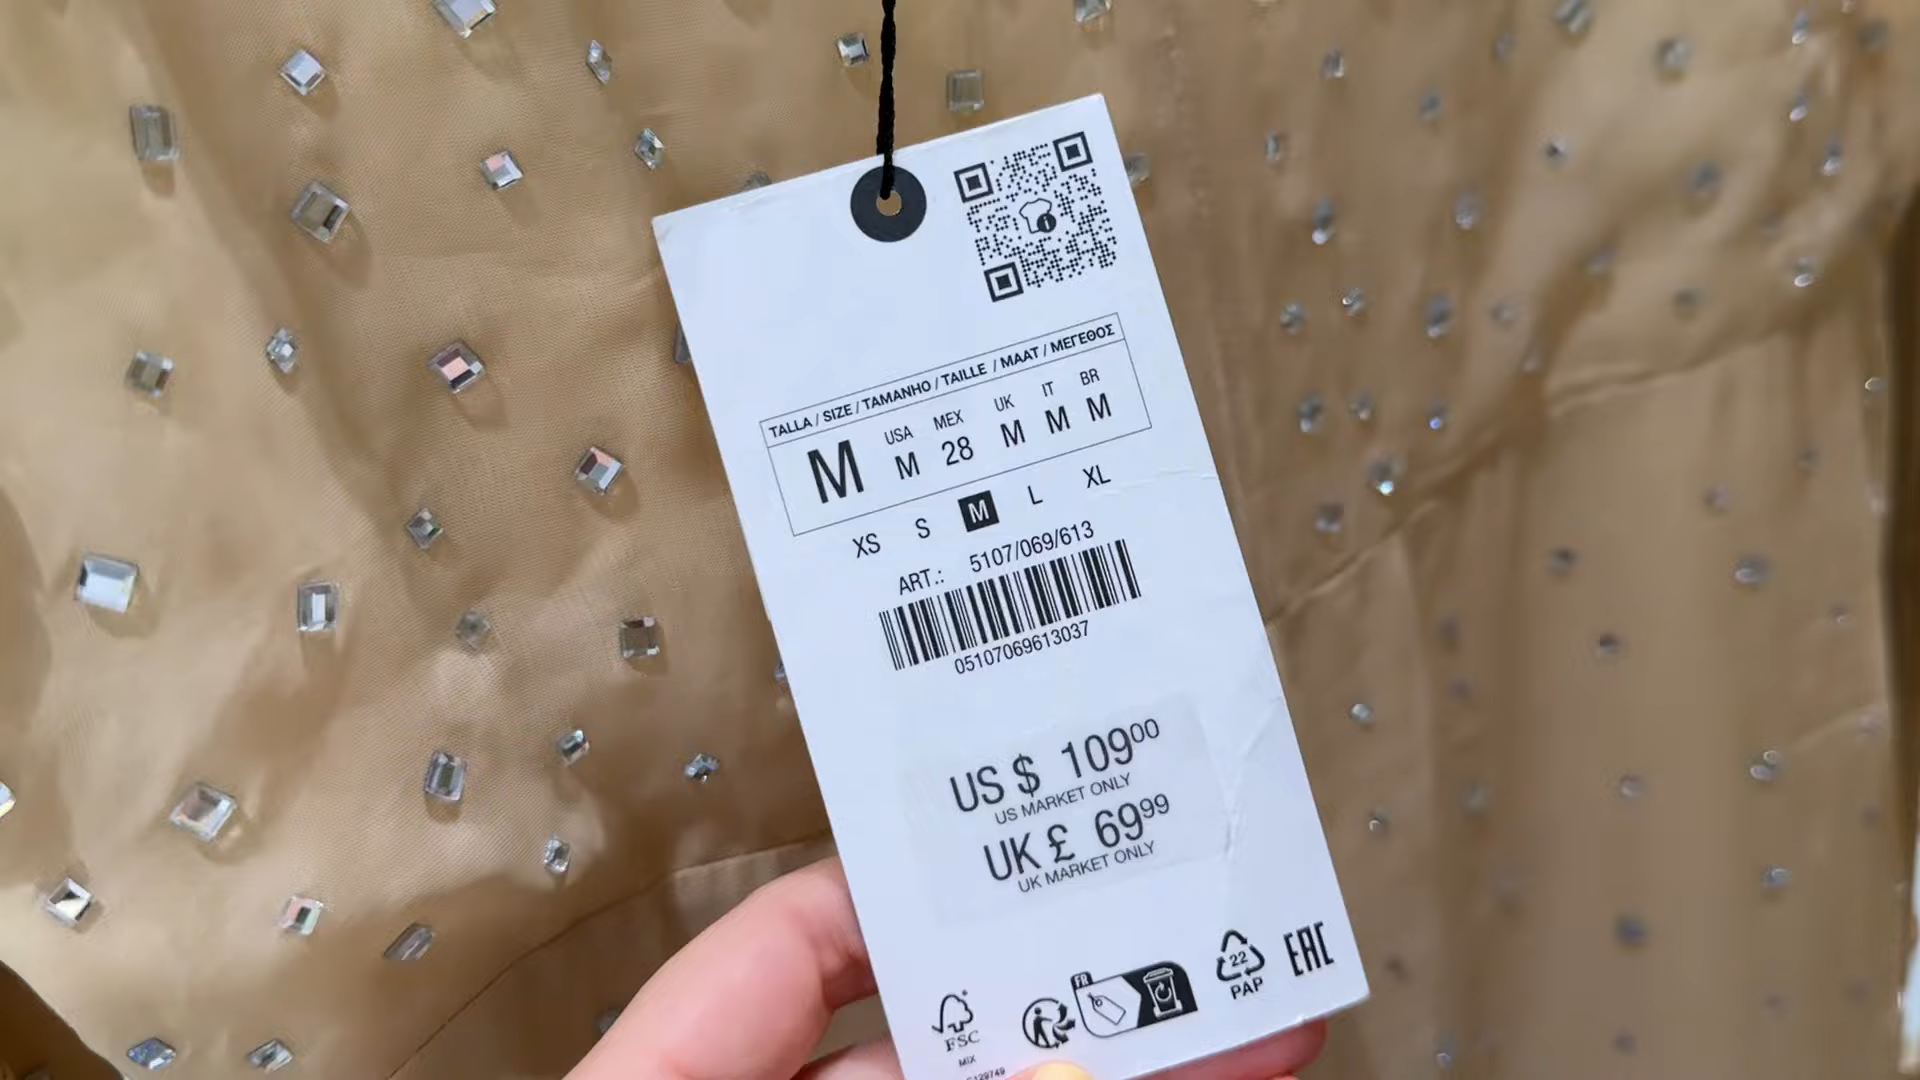 TALLA / SIZE / TAMANHO / TAILLE / MAAT / ΜΕΓΕΘΟΣ
USA MEX UK IT BR
M M 28 M M M
XS S M L XL
ART.: 5107/069/613
05107069613037
US $ 109⁰⁰
US MARKET ONLY
UK £ 69⁹⁹
UK MARKET ONLY
FR
22
PAP
EAC
FSC
MIX
C129749